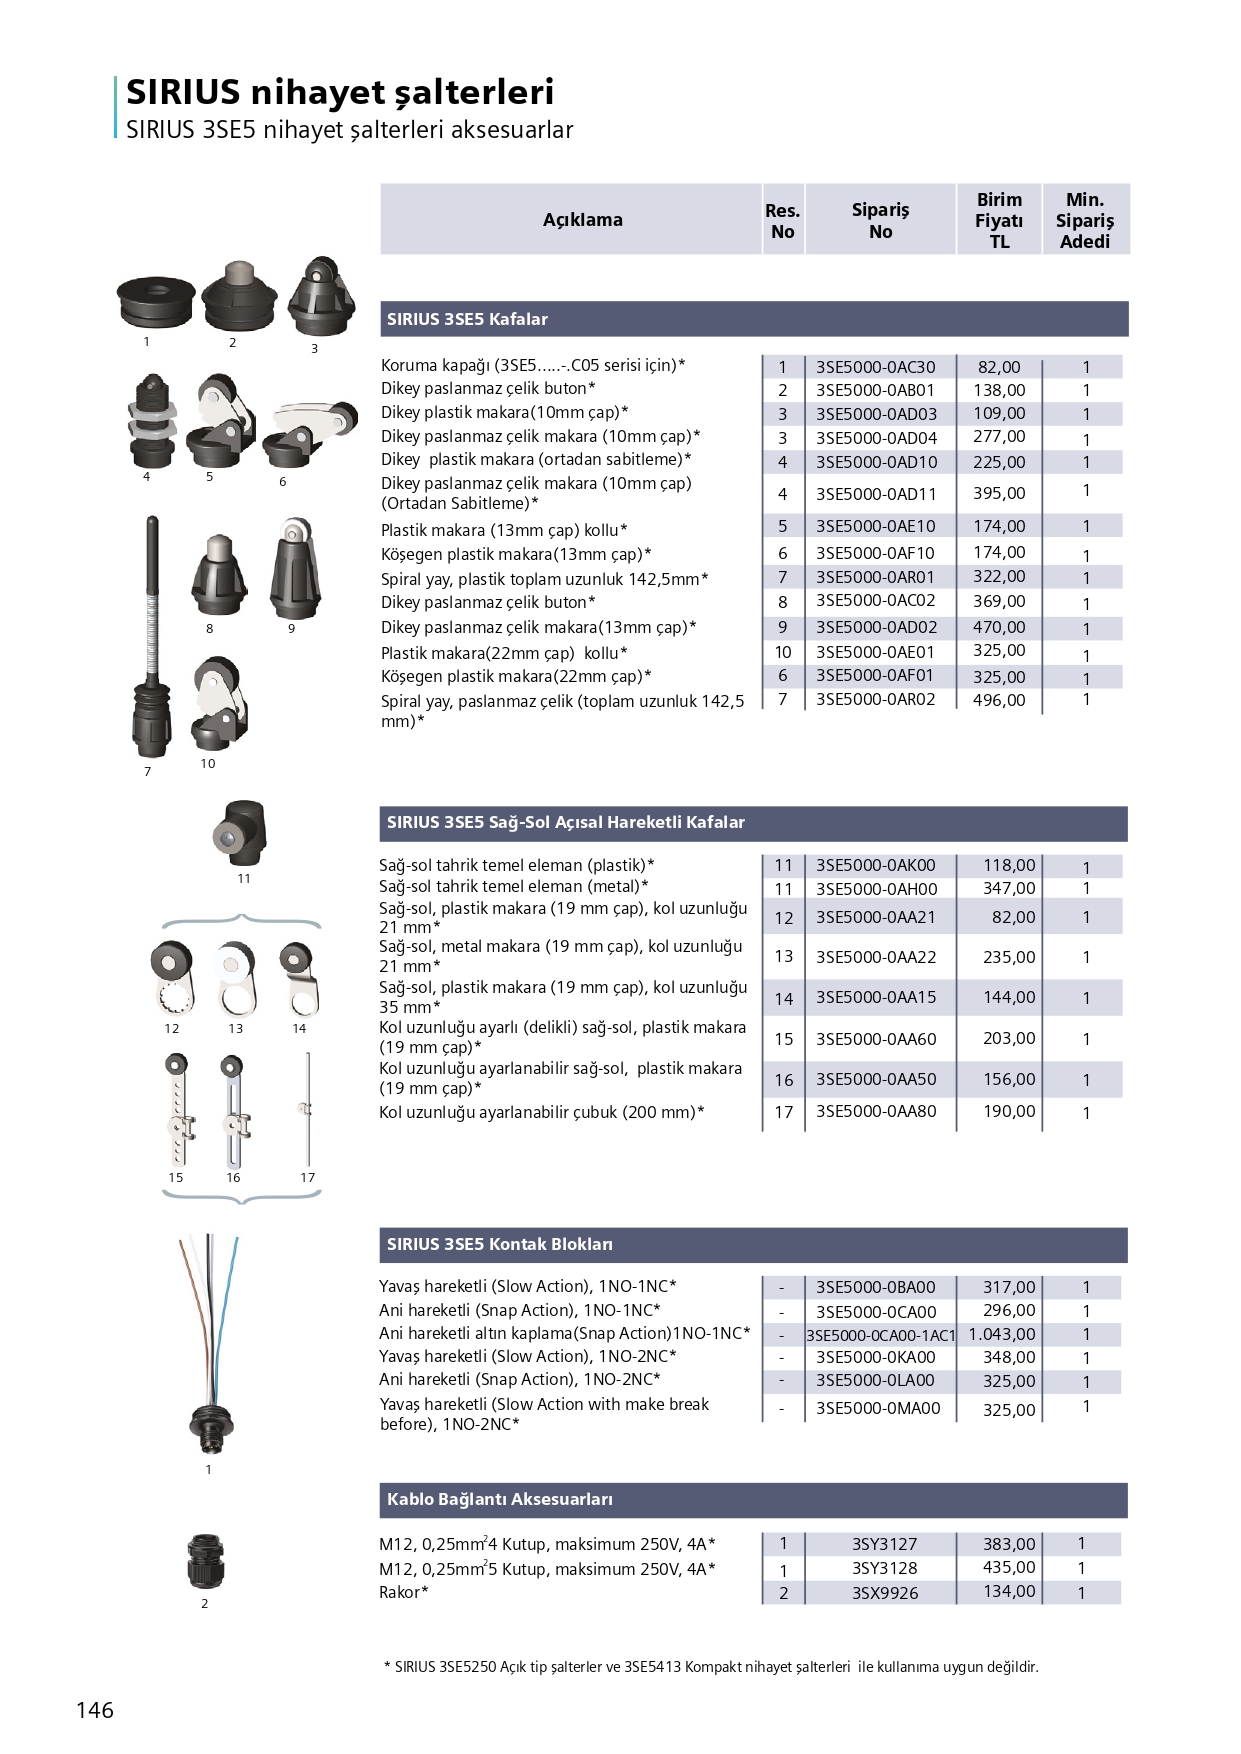 SIRIUS nihayet şalterleri
SIRIUS 3SE5 nihayet şalterleri aksesuarlar
Açıklama Res. No Sipariş No Birim Fiyatı TL Min. Sipariş Adedi
1 2 3
4 5 6
8 9
7 10
11
12 13 14
15 16 17
1
2
SIRIUS 3SE5 Kafalar
Koruma kapağı (3SE5.....-.C05 serisi için)* 1 3SE5000-0AC30 82,00 1
Dikey paslanmaz çelik buton* 2 3SE5000-0AB01 138,00 1
Dikey plastik makara(10mm çap)* 3 3SE5000-0AD03 109,00 1
Dikey paslanmaz çelik makara (10mm çap)* 3 3SE5000-0AD04 277,00 1
Dikey plastik makara (ortadan sabitleme)* 4 3SE5000-0AD10 225,00 1
Dikey paslanmaz çelik makara (10mm çap)
(Ortadan Sabitleme)* 4 3SE5000-0AD11 395,00 1
Plastik makara (13mm çap) kollu* 5 3SE5000-0AE10 174,00 1
Köşegen plastik makara(13mm çap)* 6 3SE5000-0AF10 174,00 1
Spiral yay, plastik toplam uzunluk 142,5mm* 7 3SE5000-0AR01 322,00 1
Dikey paslanmaz çelik buton* 8 3SE5000-0AC02 369,00 1
Dikey paslanmaz çelik makara(13mm çap)* 9 3SE5000-0AD02 470,00 1
Plastik makara(22mm çap) kollu* 10 3SE5000-0AE01 325,00 1
Köşegen plastik makara(22mm çap)* 6 3SE5000-0AF01 325,00 1
Spiral yay, paslanmaz çelik (toplam uzunluk 142,5 7 3SE5000-0AR02 496,00 1
mm)*
SIRIUS 3SE5 Sağ-Sol Açısal Hareketli Kafalar
Sağ-sol tahrik temel eleman (plastik)* 11 3SE5000-0AK00 118,00 1
Sağ-sol tahrik temel eleman (metal)* 11 3SE5000-0AH00 347,00 1
Sağ-sol, plastik makara (19 mm çap), kol uzunluğu
21 mm* 12 3SE5000-0AA21 82,00 1
Sağ-sol, metal makara (19 mm çap), kol uzunluğu
21 mm* 13 3SE5000-0AA22 235,00 1
Sağ-sol, plastik makara (19 mm çap), kol uzunluğu
35 mm* 14 3SE5000-0AA15 144,00 1
Kol uzunluğu ayarlı (delikli) sağ-sol, plastik makara
(19 mm çap)* 15 3SE5000-0AA60 203,00 1
Kol uzunluğu ayarlanabilir sağ-sol, plastik makara
(19 mm çap)* 16 3SE5000-0AA50 156,00 1
Kol uzunluğu ayarlanabilir çubuk (200 mm)* 17 3SE5000-0AA80 190,00 1
SIRIUS 3SE5 Kontak Blokları
Yavaş hareketli (Slow Action), 1NO-1NC* - 3SE5000-0BA00 317,00 1
Ani hareketli (Snap Action), 1NO-1NC* - 3SE5000-0CA00 296,00 1
Ani hareketli altın kaplama(Snap Action)1NO-1NC* - 3SE5000-0CA00-1AC1 1.043,00 1
Yavaş hareketli (Slow Action), 1NO-2NC* - 3SE5000-0KA00 348,00 1
Ani hareketli (Snap Action), 1NO-2NC* - 3SE5000-0LA00 325,00 1
Yavaş hareketli (Slow Action with make break - 3SE5000-0MA00 325,00 1
before), 1NO-2NC*
Kablo Bağlantı Aksesuarları
M12, 0,25mm²4 Kutup, maksimum 250V, 4A* 1 3SY3127 383,00 1
M12, 0,25mm²5 Kutup, maksimum 250V, 4A* 1 3SY3128 435,00 1
Rakor* 2 3SX9926 134,00 1
* SIRIUS 3SE5250 Açık tip şalterler ve 3SE5413 Kompakt nihayet şalterleri ile kullanıma uygun değildir.
146